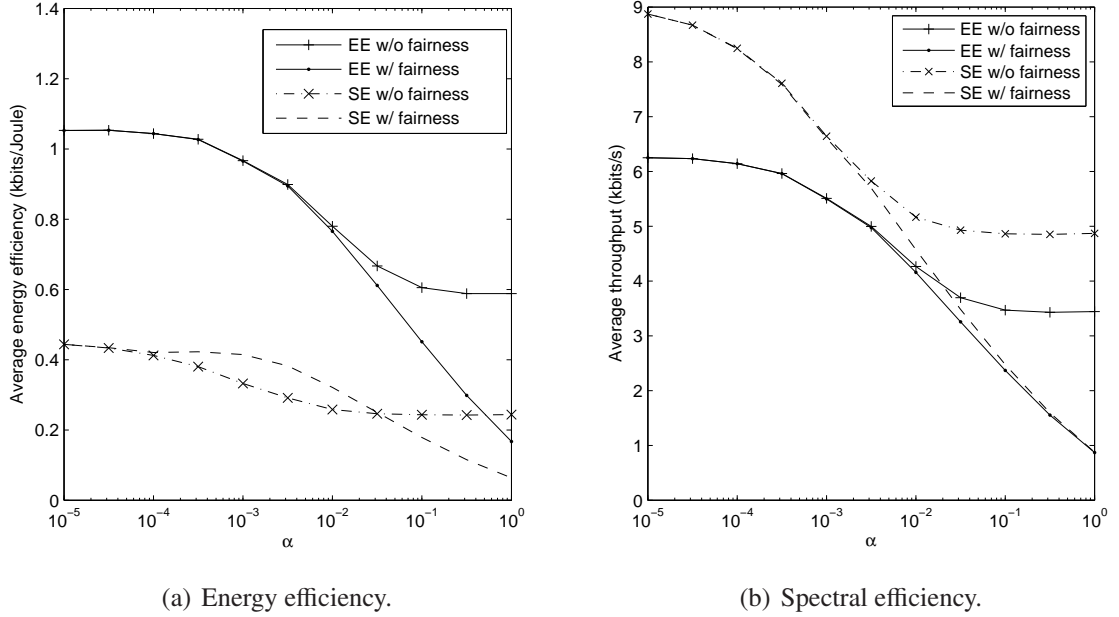 1.4
1.2
1
0.8
0.6
0.4
0.2
0
Average energy efficiency (kbits/Joule)
EE w/o fairness
EE w/ fairness
SE w/o fairness
SE w/ fairness
10^-5 10^-4 10^-3 10^-2 10^-1 10^0
α
(a) Energy efficiency.
9
8
7
6
5
4
3
2
1
0
Average throughput (kbits/s)
EE w/o fairness
EE w/ fairness
SE w/o fairness
SE w/ fairness
10^-5 10^-4 10^-3 10^-2 10^-1 10^0
α
(b) Spectral efficiency.